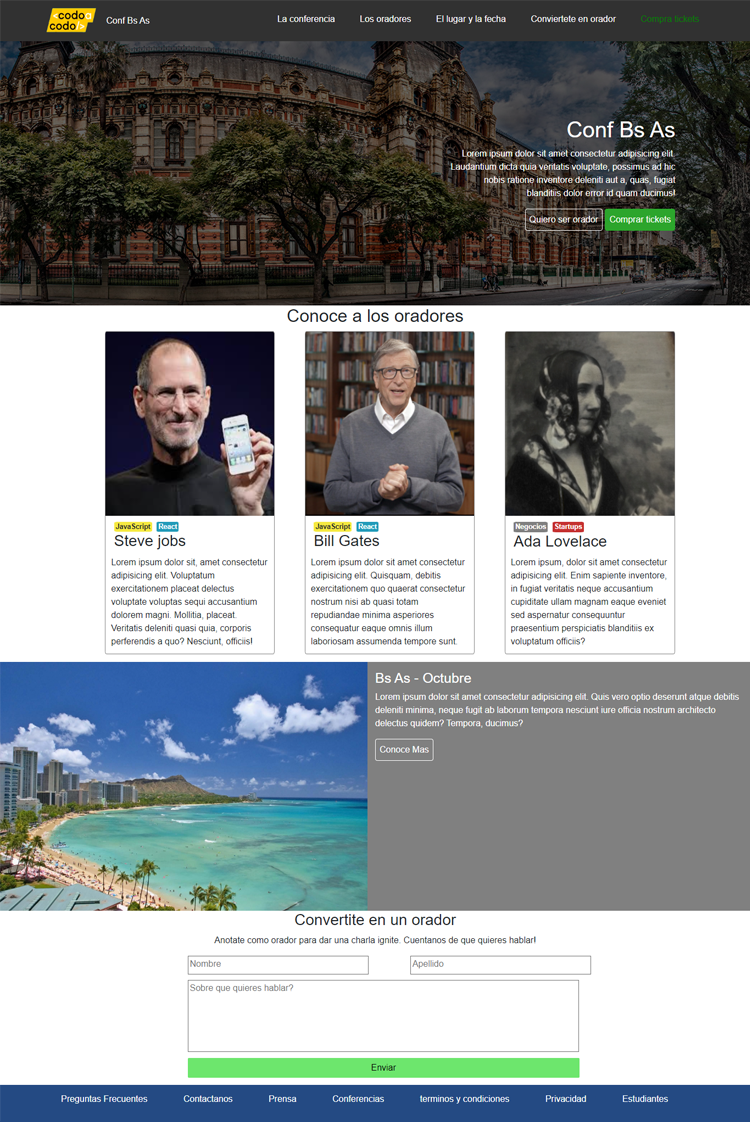 codo a
codo
Conf Bs As
La conferencia
Los oradores
El lugar y la fecha
Conviertete en orador
Compra tickets
Conf Bs As
Lorem ipsum dolor sit amet consectetur adipisicing elit.
Laudantium dicta quia veritatis voluptate, possimus ad hic
nobis ratione inventore deleniti aut a, quas, fugiat
blanditiis dolor error id quam ducimus!
Quiero ser orador
Comprar tickets
Conoce a los oradores
JavaScript React
Steve jobs
Lorem ipsum dolor sit, amet consectetur
adipisicing elit. Voluptatum
exercitationem placeat delectus
voluptate voluptas sequi accusantium
dolorem magni. Mollitia, placeat.
Veritatis deleniti quasi quia, corporis
perferendis a quo? Nesciunt, officiis!
JavaScript React
Bill Gates
Lorem ipsum dolor sit amet consectetur
adipisicing elit. Quisquam, debitis
exercitationem quo quaerat consectetur
nostrum nisi ab quasi totam
repudiandae minima asperiores
consequatur eaque omnis illum
laboriosam assumenda tempore sunt.
Negocios Startups
Ada Lovelace
Lorem ipsum, dolor sit amet consectetur
adipisicing elit. Enim sapiente inventore,
in fugiat veritatis neque accusantium
cupiditate ullam magnam eaque eveniet
sed aspernatur consequuntur
praesentium perspiciatis blanditiis ex
voluptatum officiis?
Bs As - Octubre
Lorem ipsum dolor sit amet consectetur adipisicing elit. Quis vero optio deserunt atque debitis
deleniti minima, neque fugit ab laborum tempora nesciunt iure officia nostrum architecto
delectus quidem? Tempora, ducimus?
Conoce Mas
Convertite en un orador
Anotate como orador para dar una charla ignite. Cuentanos de que quieres hablar!
Nombre
Apellido
Sobre que quieres hablar?
Enviar
Preguntas Frecuentes
Contactanos
Prensa
Conferencias
terminos y condiciones
Privacidad
Estudiantes